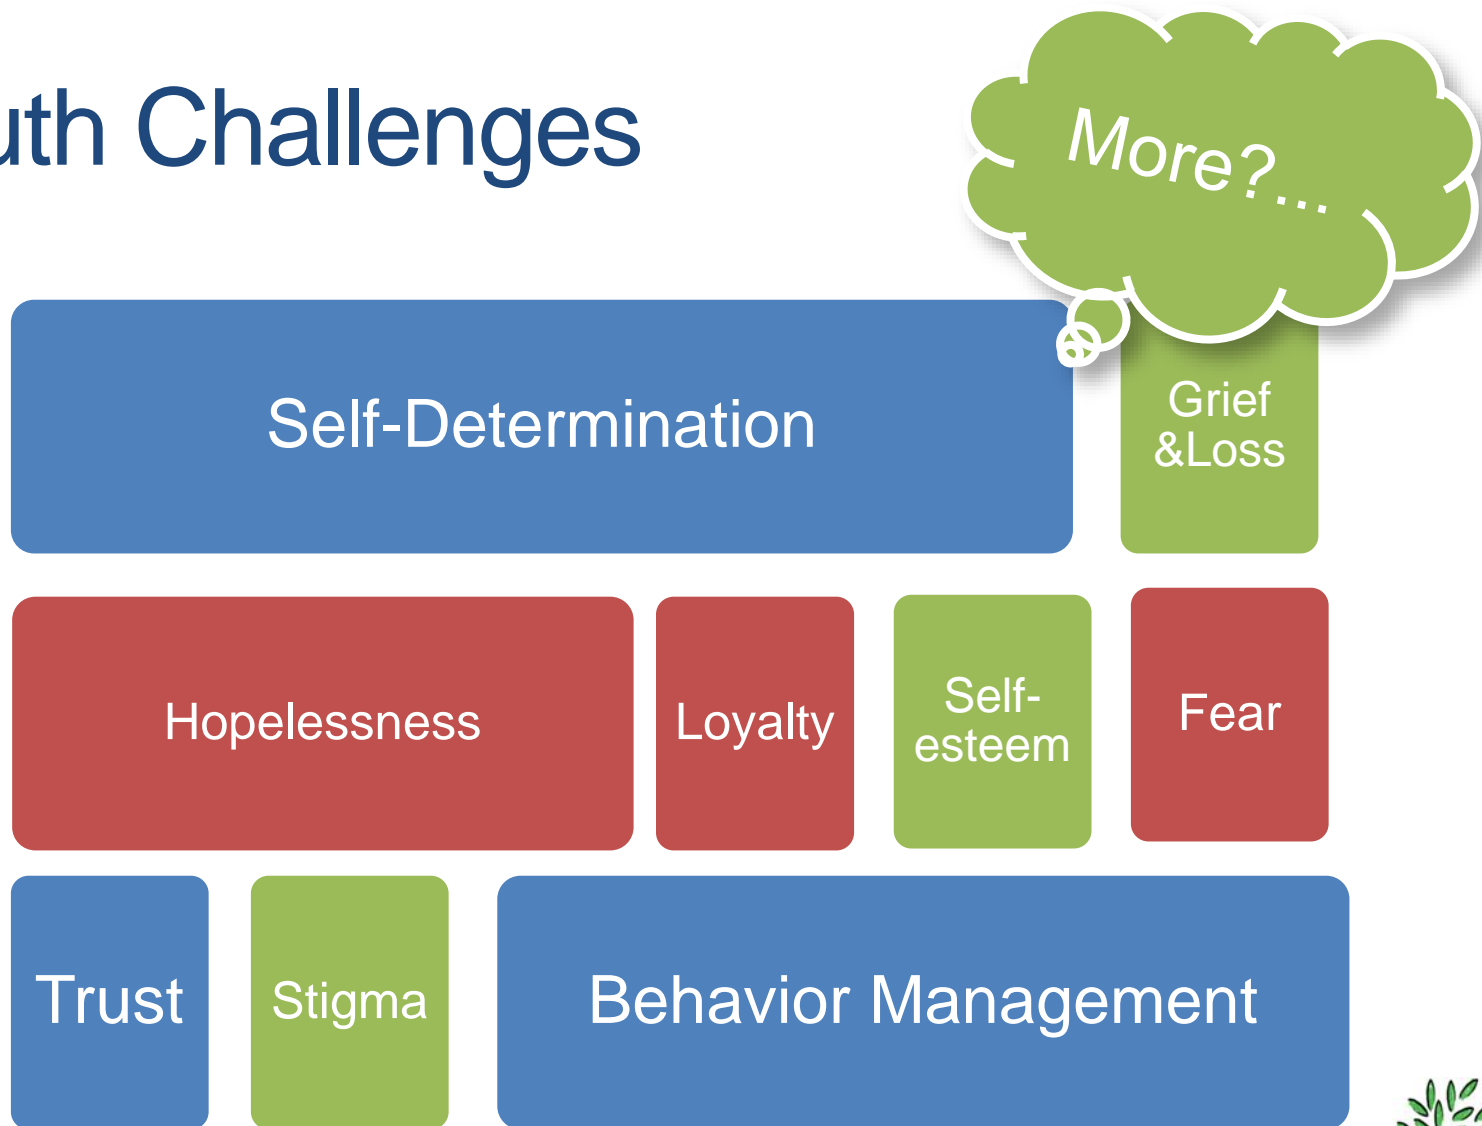 uth Challenges
More?...
Self-Determination
Grief
&Loss
Hopelessness
Loyalty
Self-
esteem
Fear
Trust
Stigma
Behavior Management